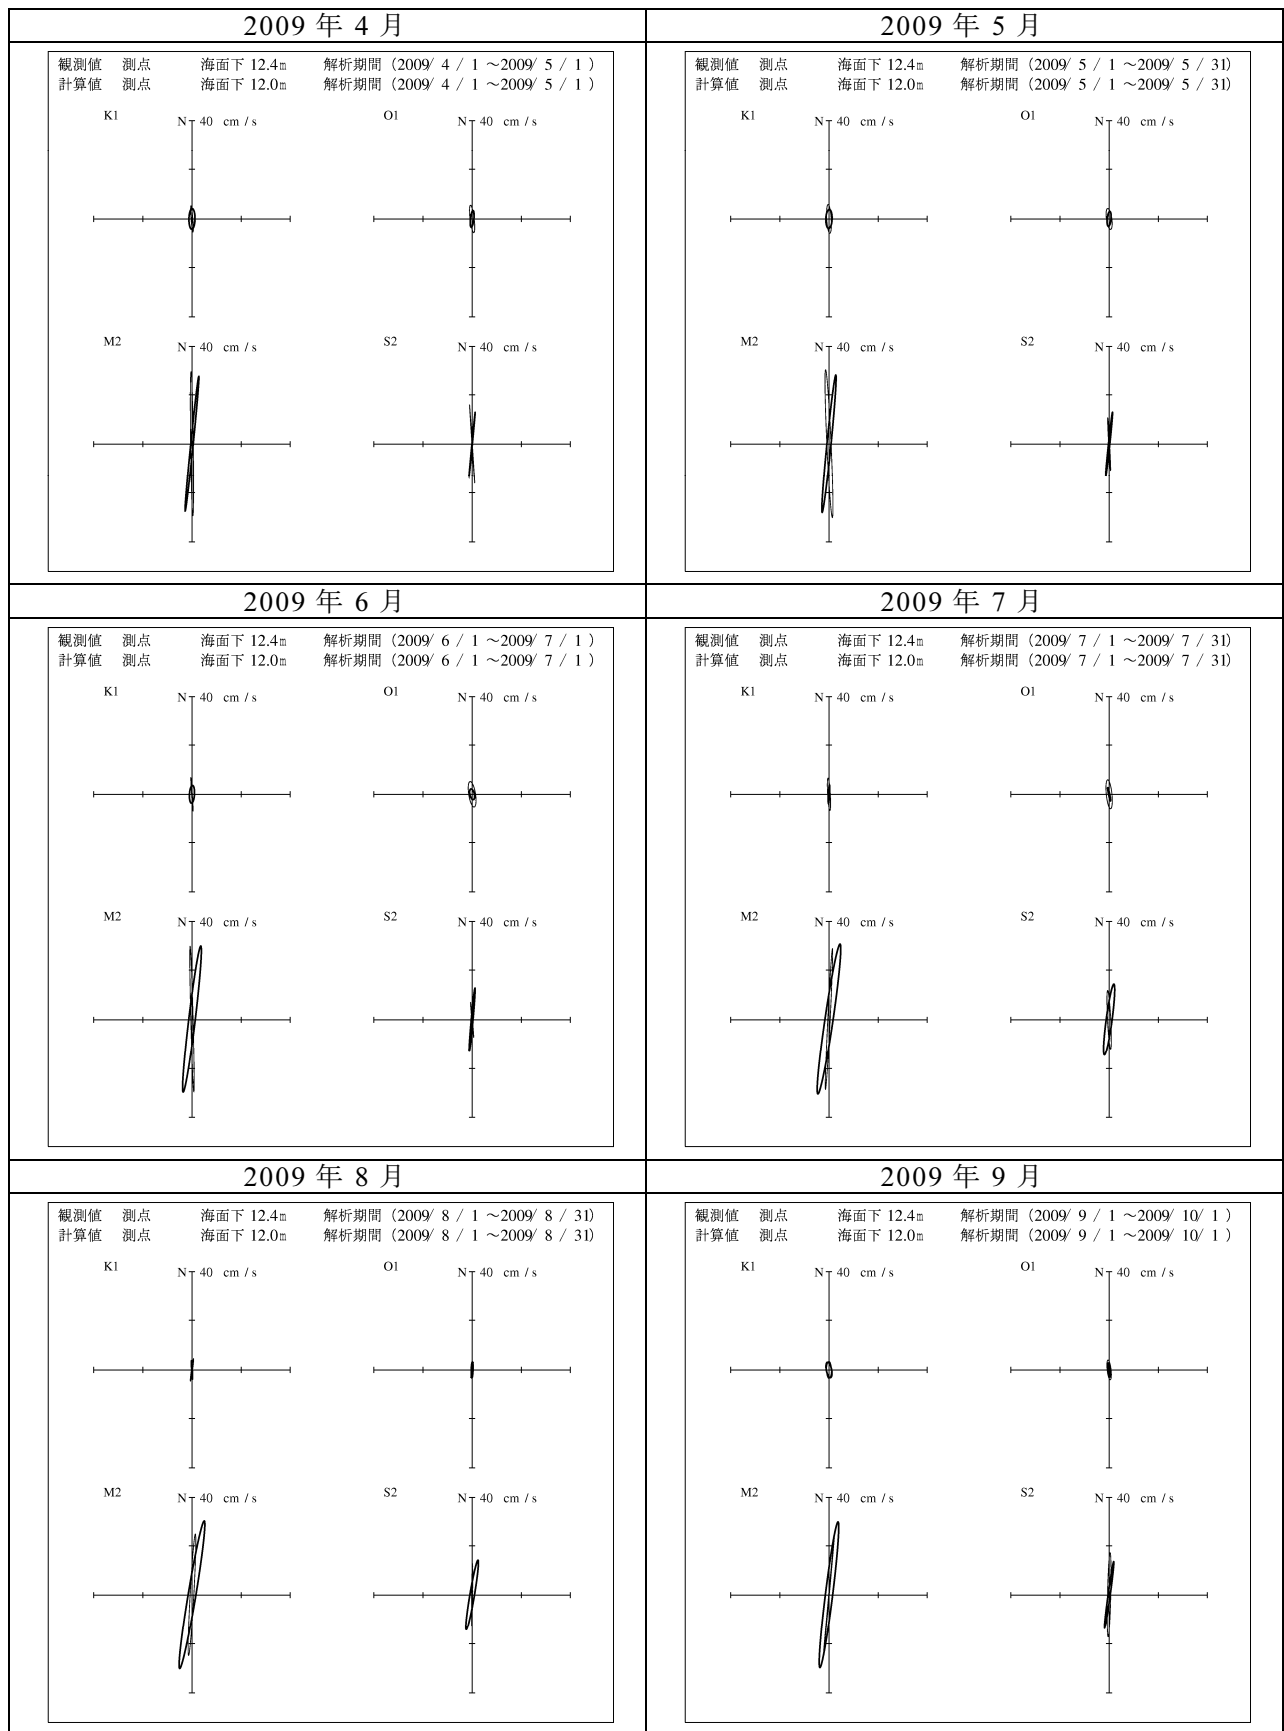 2009 年 4 月
観測値 測点 海面下 12.4m 解析期間 (2009/ 4 / 1 ～2009/ 5 / 1 )
計算値 測点 海面下 12.0m 解析期間 (2009/ 4 / 1 ～2009/ 5 / 1 )
K1 N 40 cm / s O1 N 40 cm / s
M2 N 40 cm / s S2 N 40 cm / s
2009 年 5 月
観測値 測点 海面下 12.4m 解析期間 (2009/ 5 / 1 ～2009/ 5 / 31)
計算値 測点 海面下 12.0m 解析期間 (2009/ 5 / 1 ～2009/ 5 / 31)
K1 N 40 cm / s O1 N 40 cm / s
M2 N 40 cm / s S2 N 40 cm / s
2009 年 6 月
観測値 測点 海面下 12.4m 解析期間 (2009/ 6 / 1 ～2009/ 7 / 1 )
計算値 測点 海面下 12.0m 解析期間 (2009/ 6 / 1 ～2009/ 7 / 1 )
K1 N 40 cm / s O1 N 40 cm / s
M2 N 40 cm / s S2 N 40 cm / s
2009 年 7 月
観測値 測点 海面下 12.4m 解析期間 (2009/ 7 / 1 ～2009/ 7 / 31)
計算値 測点 海面下 12.0m 解析期間 (2009/ 7 / 1 ～2009/ 7 / 31)
K1 N 40 cm / s O1 N 40 cm / s
M2 N 40 cm / s S2 N 40 cm / s
2009 年 8 月
観測値 測点 海面下 12.4m 解析期間 (2009/ 8 / 1 ～2009/ 8 / 31)
計算値 測点 海面下 12.0m 解析期間 (2009/ 8 / 1 ～2009/ 8 / 31)
K1 N 40 cm / s O1 N 40 cm / s
M2 N 40 cm / s S2 N 40 cm / s
2009 年 9 月
観測値 測点 海面下 12.4m 解析期間 (2009/ 9 / 1 ～2009/ 10/ 1 )
計算値 測点 海面下 12.0m 解析期間 (2009/ 9 / 1 ～2009/ 10/ 1 )
K1 N 40 cm / s O1 N 40 cm / s
M2 N 40 cm / s S2 N 40 cm / s